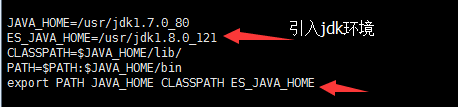 JAVA_HOME=/usr/jdk1.7.0_80
ES_JAVA_HOME=/usr/jdk1.8.0_121
引入jdk环境
CLASSPATH=$JAVA_HOME/lib/
PATH=$PATH:$JAVA_HOME/bin
export PATH JAVA_HOME CLASSPATH ES_JAVA_HOME